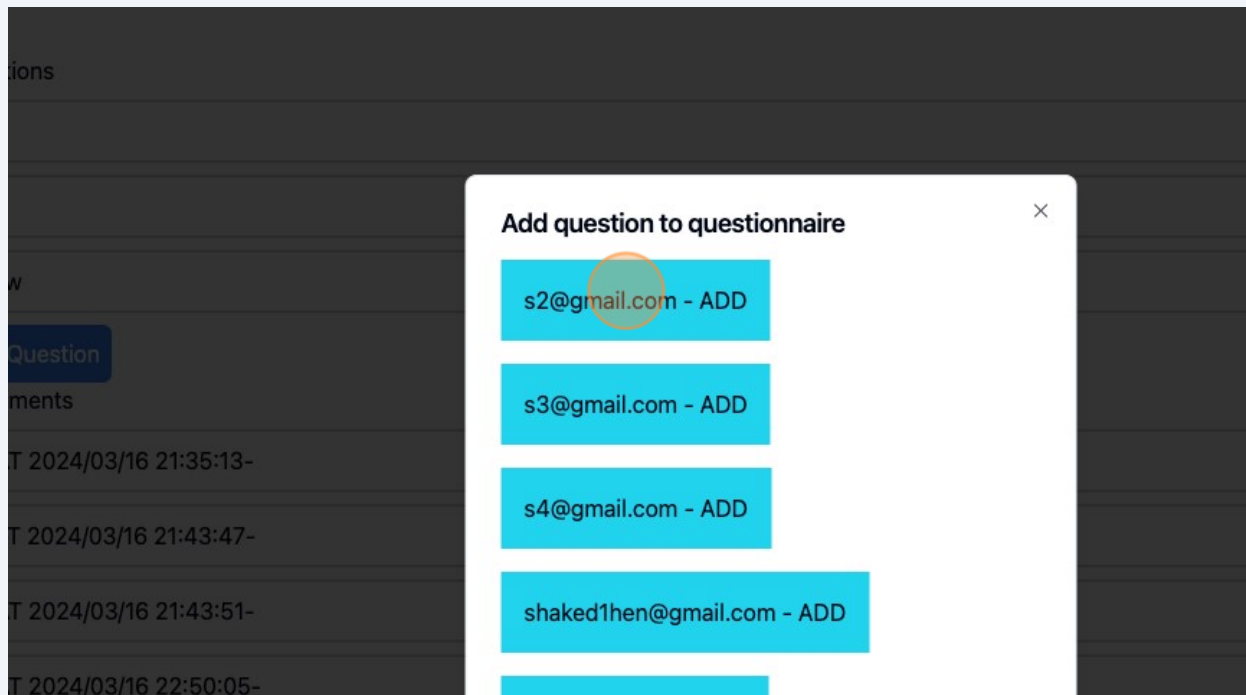 tions
Add question to questionnaire
s2@gmail.com - ADD
w
Question
s3@gmail.com - ADD
ments
T 2024/03/16 21:35:13-
s4@gmail.com - ADD
T 2024/03/16 21:43:47-
T 2024/03/16 21:43:51-
shaked1hen@gmail.com - ADD
T 2024/03/16 22:50:05-